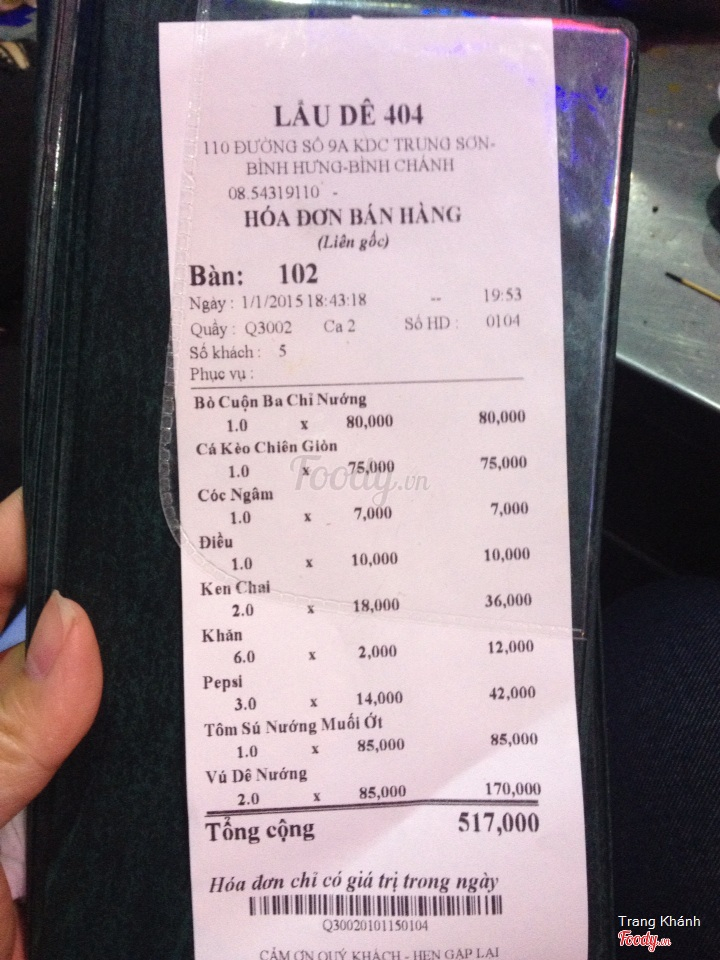 LẨU DÊ 404
110 ĐƯỜNG SỐ 9A KDC TRUNG SƠN-
BÌNH HƯNG-BÌNH CHÁNH
08.54319110 -
HÓA ĐƠN BÁN HÀNG
(Liên gốc)
Bàn: 102
Ngày : 1/1/2015 18:43:18 -- 19:53
Quầy : Q3002 Ca 2 Số HD : 0104
Số khách : 5
Phục vụ :
Bò Cuộn Ba Chỉ Nướng
1.0 x 80,000 80,000
Cá Kèo Chiên Giòn
1.0 x 75,000 75,000
Cóc Ngâm
1.0 x 7,000 7,000
Điều
1.0 x 10,000 10,000
Ken Chai
2.0 x 18,000 36,000
Khăn
6.0 x 2,000 12,000
Pepsi
3.0 x 14,000 42,000
Tôm Sú Nướng Muối Ớt
1.0 x 85,000 85,000
Vú Dê Nướng
2.0 x 85,000 170,000
Tổng cộng 517,000
Hóa đơn chỉ có giá trị trong ngày
Q30020101150104
CẢM ƠN QUÝ KHÁCH - HẸN GẶP LẠI
Foody.vn
Trang Khánh
Foody.vn